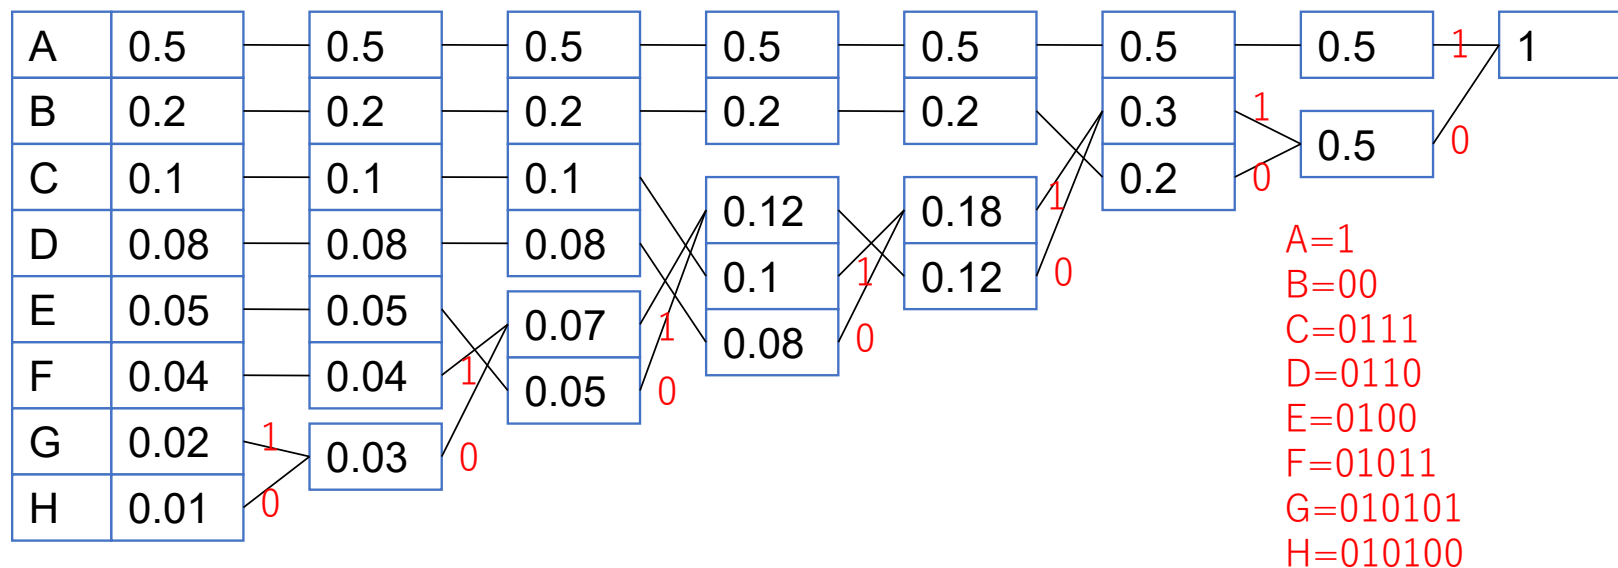 A 0.5 0.5 0.5 0.5 0.5 0.5 0.5 1 1
B 0.2 0.2 0.2 0.2 0.2 0.3 1
0.5 0
C 0.1 0.1 0.1 0.2 0
0.12 0.18 1
D 0.08 0.08 0.08
0.1 1 0.12 0
E 0.05 0.05
0.07 1 0.08 0
F 0.04 0.04 1
0.05 0
G 0.02 1
0.03 0
H 0.01 0
A=1
B=00
C=0111
D=0110
E=0100
F=01011
G=010101
H=010100